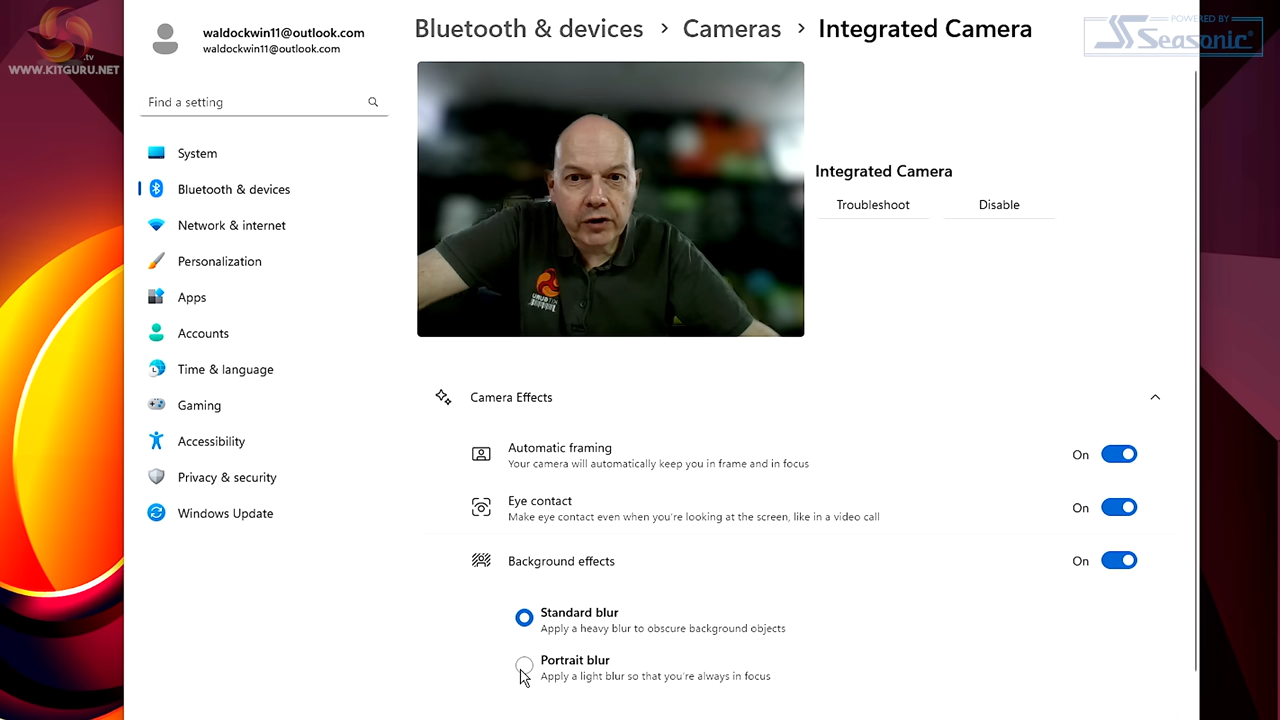 .tv
WWW.KITGURU.NET
waldockwin11@outlook.com
waldockwin11@outlook.com
Find a setting
System
Bluetooth & devices
Network & internet
Personalization
Apps
Accounts
Time & language
Gaming
Accessibility
Privacy & security
Windows Update
Bluetooth & devices › Cameras › Integrated Camera
POWERED BY
Seasonic
Integrated Camera
Troubleshoot Disable
Camera Effects
Automatic framing
Your camera will automatically keep you in frame and in focus
On
Eye contact
Make eye contact even when you're looking at the screen, like in a video call
On
Background effects
On
Standard blur
Apply a heavy blur to obscure background objects
Portrait blur
Apply a light blur so that you're always in focus